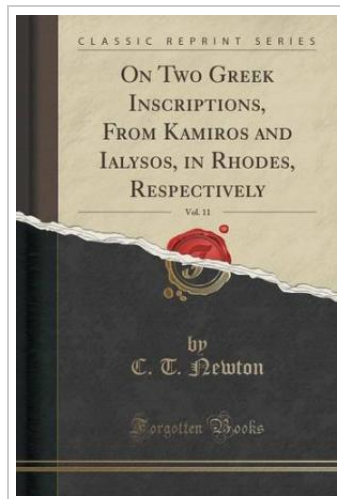 CLASSIC REPRINT SERIES
ON TWO GREEK
INSCRIPTIONS,
FROM KAMIROS AND
IALYSOS, IN RHODES,
RESPECTIVELY
Vol. 11
by
C. T. Newton
Forgotten Books